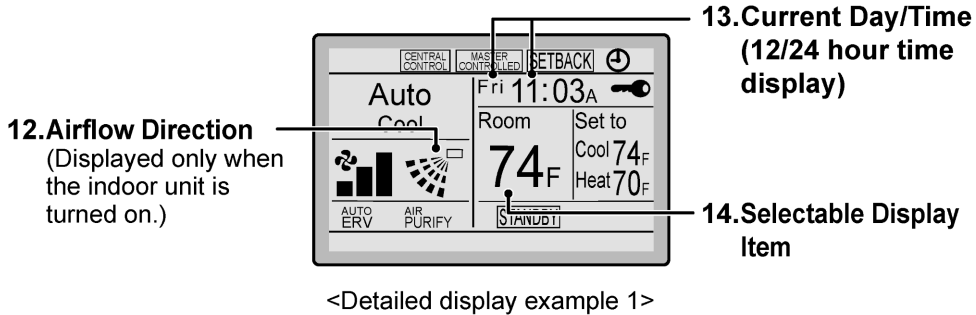 13.Current Day/Time
(12/24 hour time
display)
CENTRAL CONTROL
MASTER CONTROLLED
SETBACK
Fri 11:03A
Auto
Cool
12.Airflow Direction
(Displayed only when
the indoor unit is
turned on.)
Room
74F
Set to
Cool 74F
Heat 70F
AUTO ERV
AIR PURIFY
STANDBY
14.Selectable Display
Item
<Detailed display example 1>